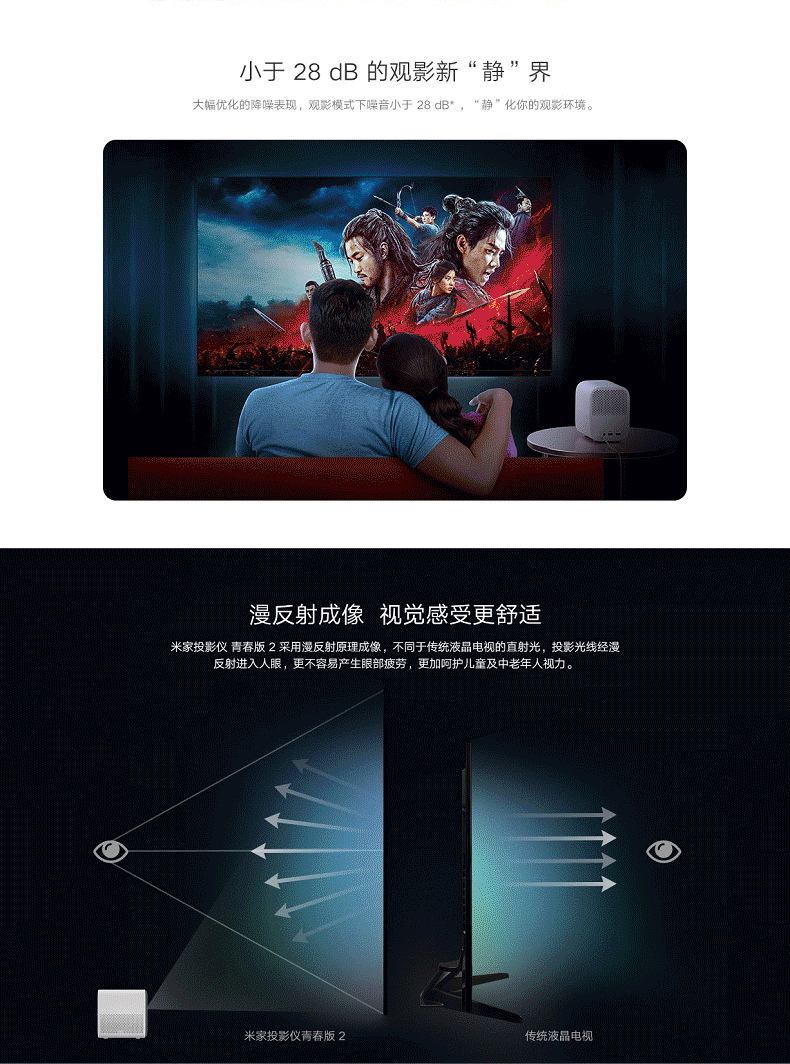 小于 28 dB 的观影新“静”界
大幅优化的降噪表现，观影模式下噪音小于 28 dB*，“静”化你的观影环境。
漫反射成像 视觉感受更舒适
米家投影仪 青春版 2 采用漫反射原理成像，不同于传统液晶电视的直射光，投影光线经漫
反射进入人眼，更不容易产生眼部疲劳，更加呵护儿童及中老年人视力。
米家投影仪青春版 2
传统液晶电视